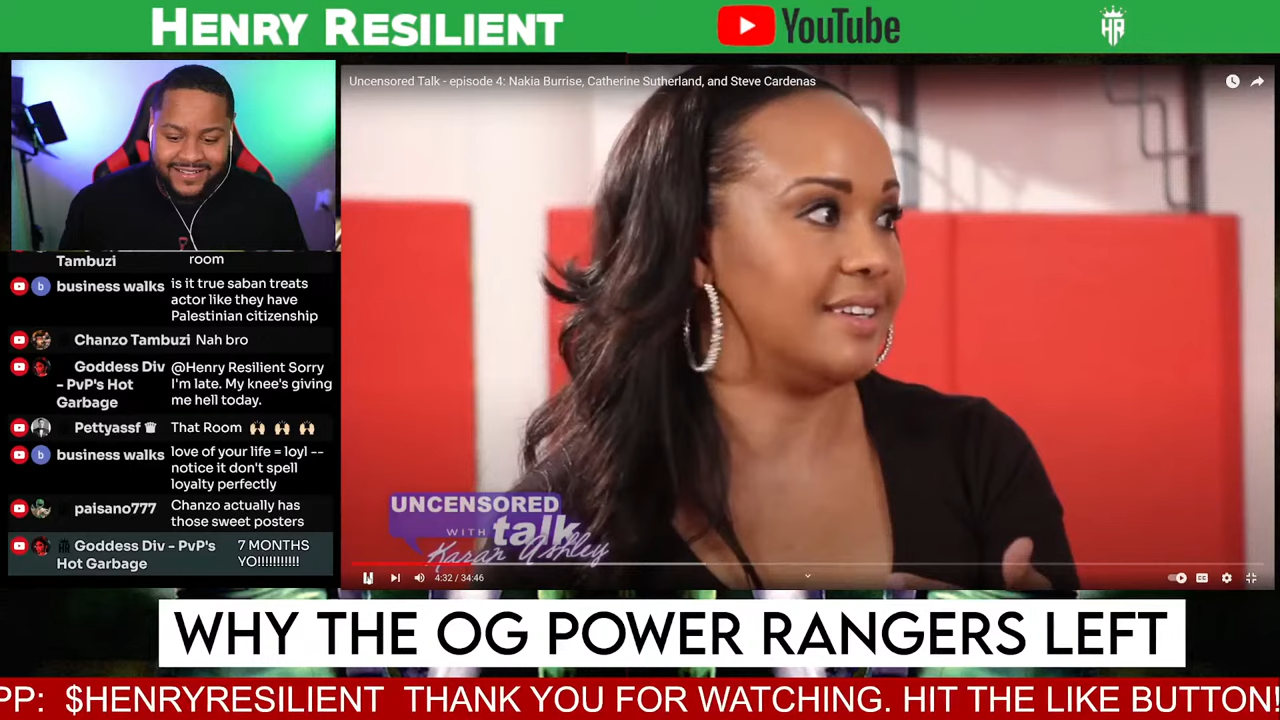 HENRY RESILIENT
YouTube
HR
Uncensored Talk - episode 4: Nakia Burrise, Catherine Sutherland, and Steve Cardenas
Tambuzi room
business walks is it true saban treats
actor like they have
Palestinian citizenship
Chanzo Tambuzi Nah bro
Goddess Div
- PvP's Hot
Garbage
@Henry Resilient Sorry
I'm late. My knee's giving
me hell today.
Pettyassf That Room
business walks love of your life = loyl --
notice it don't spell
loyalty perfectly
paisano777 Chanzo actually has
those sweet posters
Goddess Div - PvP's
Hot Garbage
7 MONTHS
YO!!!!!!!!!!!
UNCENSORED
WITH talk
Karan Ashley
4:32 / 34:46
WHY THE OG POWER RANGERS LEFT
PP: $HENRYRESILIENT THANK YOU FOR WATCHING. HIT THE LIKE BUTTON!